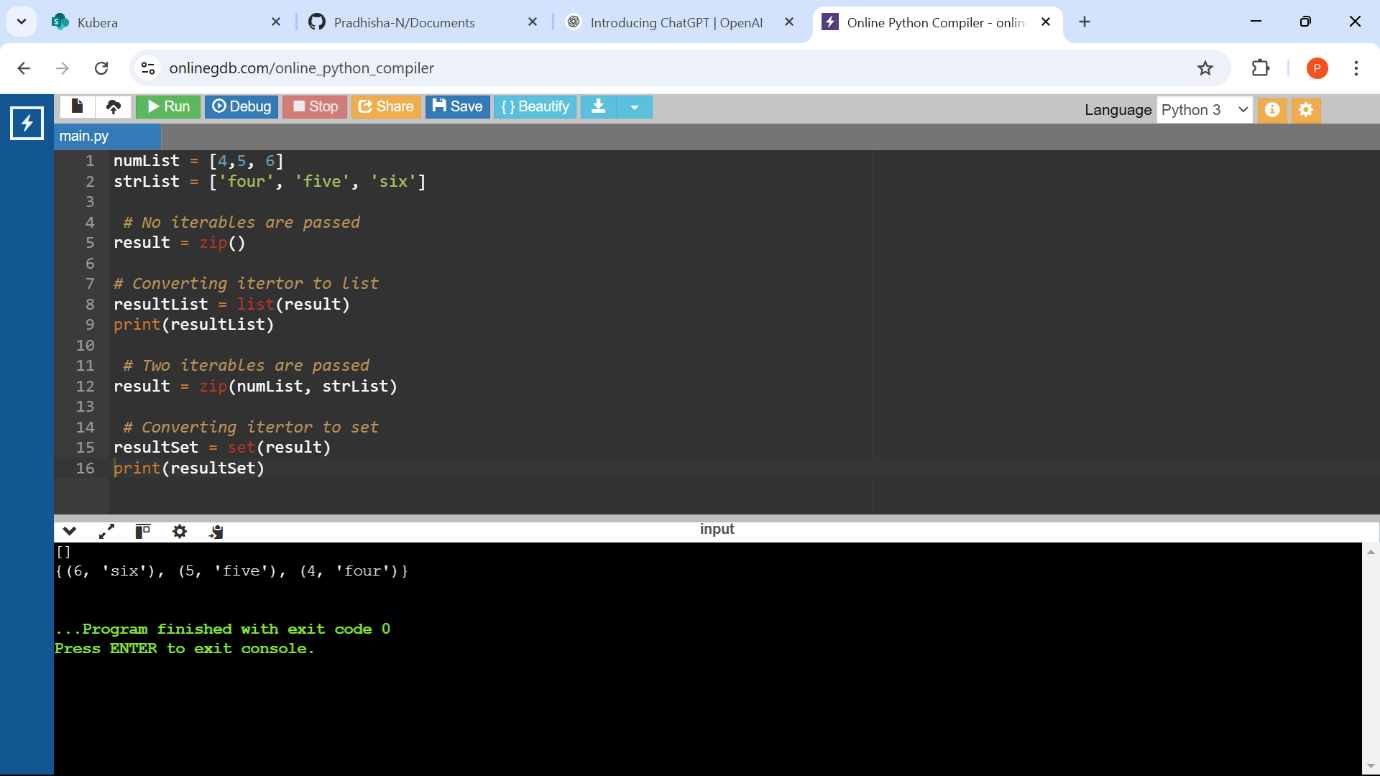 Kubera
Pradhisha-N/Documents
Introducing ChatGPT | OpenAI
Online Python Compiler - onlin
onlinegdb.com/online_python_compiler
P
Run
Debug
Stop
Share
Save
{ } Beautify
Language Python 3
main.py
1 numList = [4,5, 6]
2 strList = ['four', 'five', 'six']
3
4 # No iterables are passed
5 result = zip()
6
7 # Converting itertor to list
8 resultList = list(result)
9 print(resultList)
10
11 # Two iterables are passed
12 result = zip(numList, strList)
13
14 # Converting itertor to set
15 resultSet = set(result)
16 print(resultSet)
input
[]
{(6, 'six'), (5, 'five'), (4, 'four')}
...Program finished with exit code 0
Press ENTER to exit console.